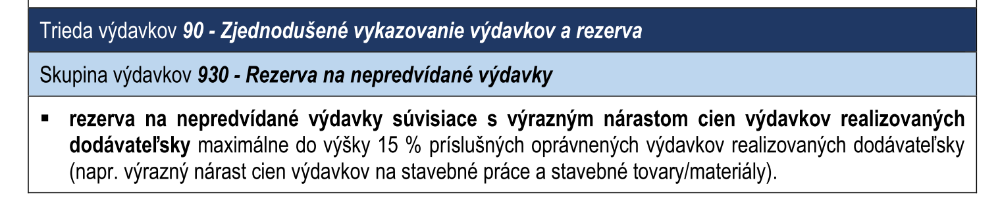 Trieda výdavkov 90 - Zjednodušené vykazovanie výdavkov a rezerva
Skupina výdavkov 930 - Rezerva na nepredvídané výdavky
▪ rezerva na nepredvídané výdavky súvisiace s výrazným nárastom cien výdavkov realizovaných
dodávateľsky maximálne do výšky 15 % príslušných oprávnených výdavkov realizovaných dodávateľsky
(napr. výrazný nárast cien výdavkov na stavebné práce a stavebné tovary/materiály).